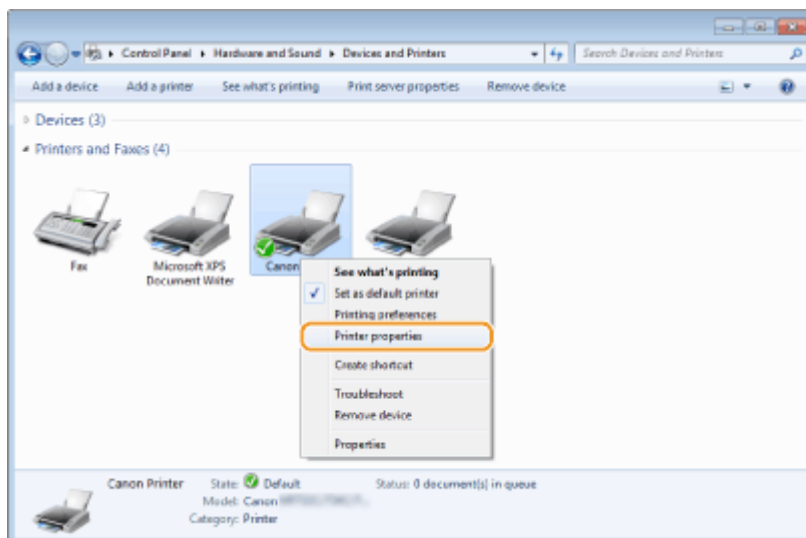 Control Panel ▸ Hardware and Sound ▸ Devices and Printers
Search Devices and Printers
Add a device Add a printer See what's printing Print server properties Remove device
Devices (3)
Printers and Faxes (4)
Fax
Microsoft XPS
Document Writer
Canon
See what's printing
Set as default printer
Printing preferences
Printer properties
Create shortcut
Troubleshoot
Remove device
Properties
Canon Printer State: Default Status: 0 document(s) in queue
Model: Canon
Category: Printer